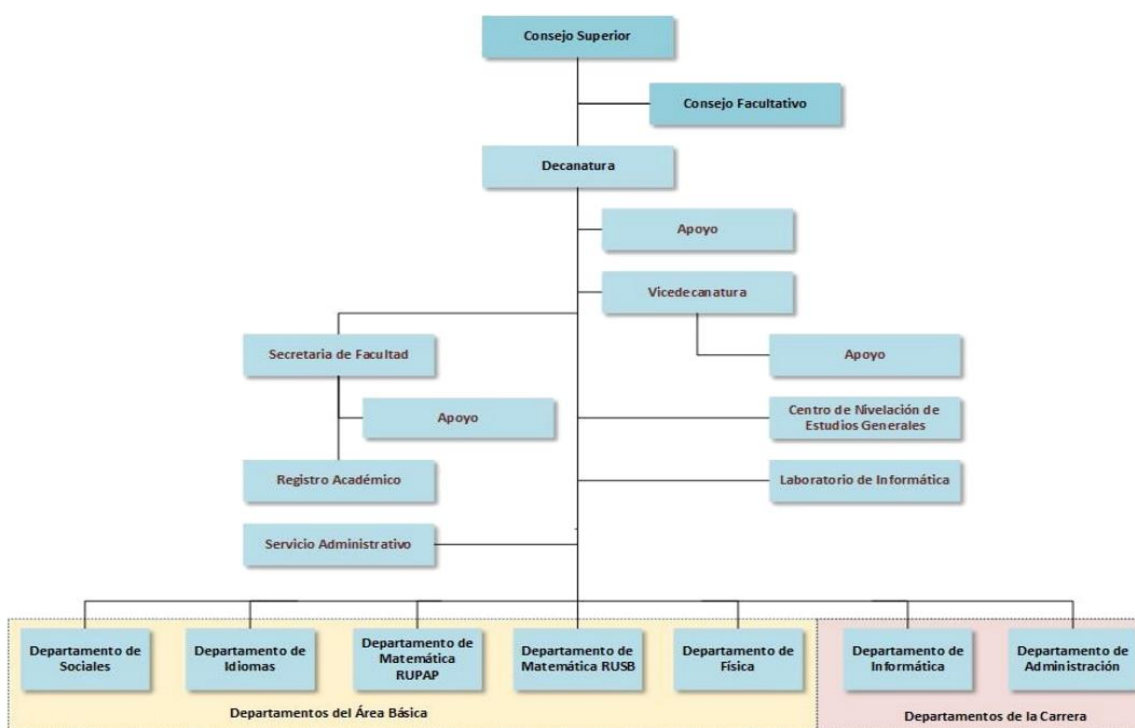 Consejo Superior
Consejo Facultativo
Decanatura
Apoyo
Vicedecanatura
Secretaria de Facultad
Apoyo
Apoyo
Centro de Nivelación de
Estudios Generales
Registro Académico
Laboratorio de Informática
Servicio Administrativo
Departamento de
Sociales
Departamento de
Idiomas
Departamento de
Matemática
RUPAP
Departamento de
Matemática RUSB
Departamento de
Física
Departamento de
Informática
Departamento de
Administración
Departamentos del Área Básica
Departamentos de la Carrera